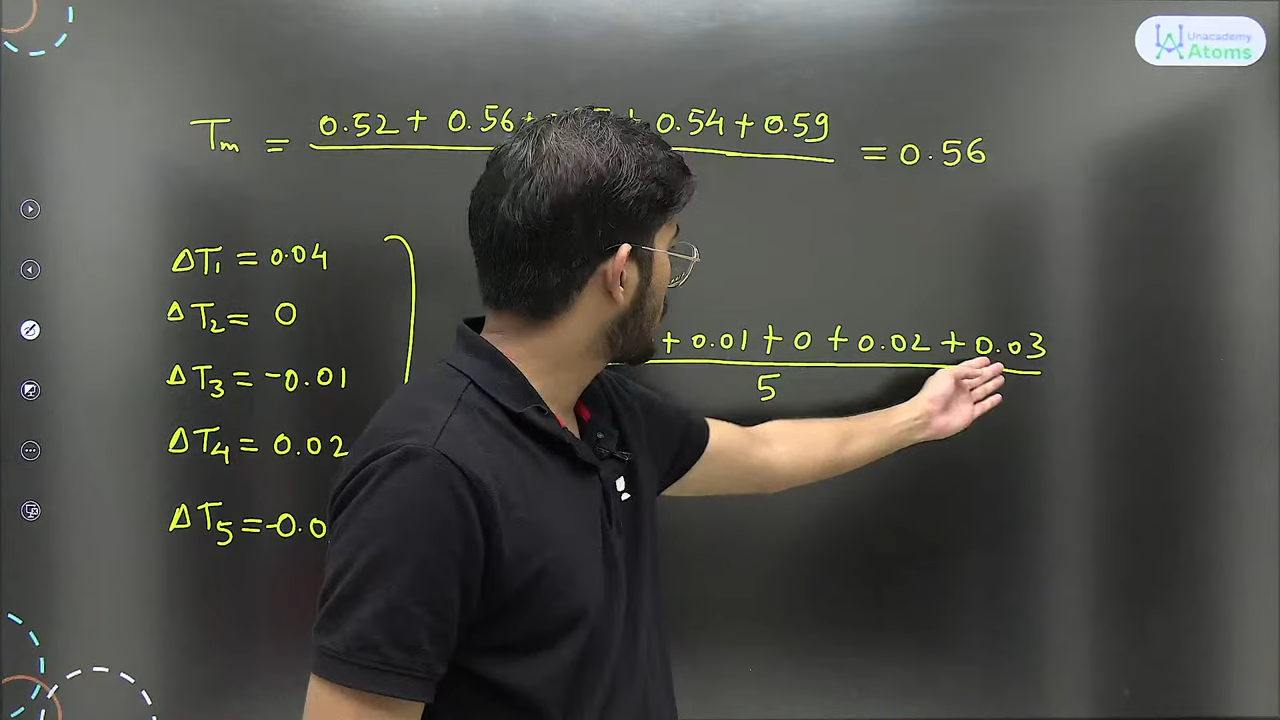 Unacademy
Atoms
Tm = 0.52 + 0.56 + 0.54 + 0.59 = 0.56
ΔT1 = 0.04
ΔT2 = 0
+ 0.01 + 0 + 0.02 + 0.03
5
ΔT3 = -0.01
ΔT4 = 0.02
ΔT5 = -0.0